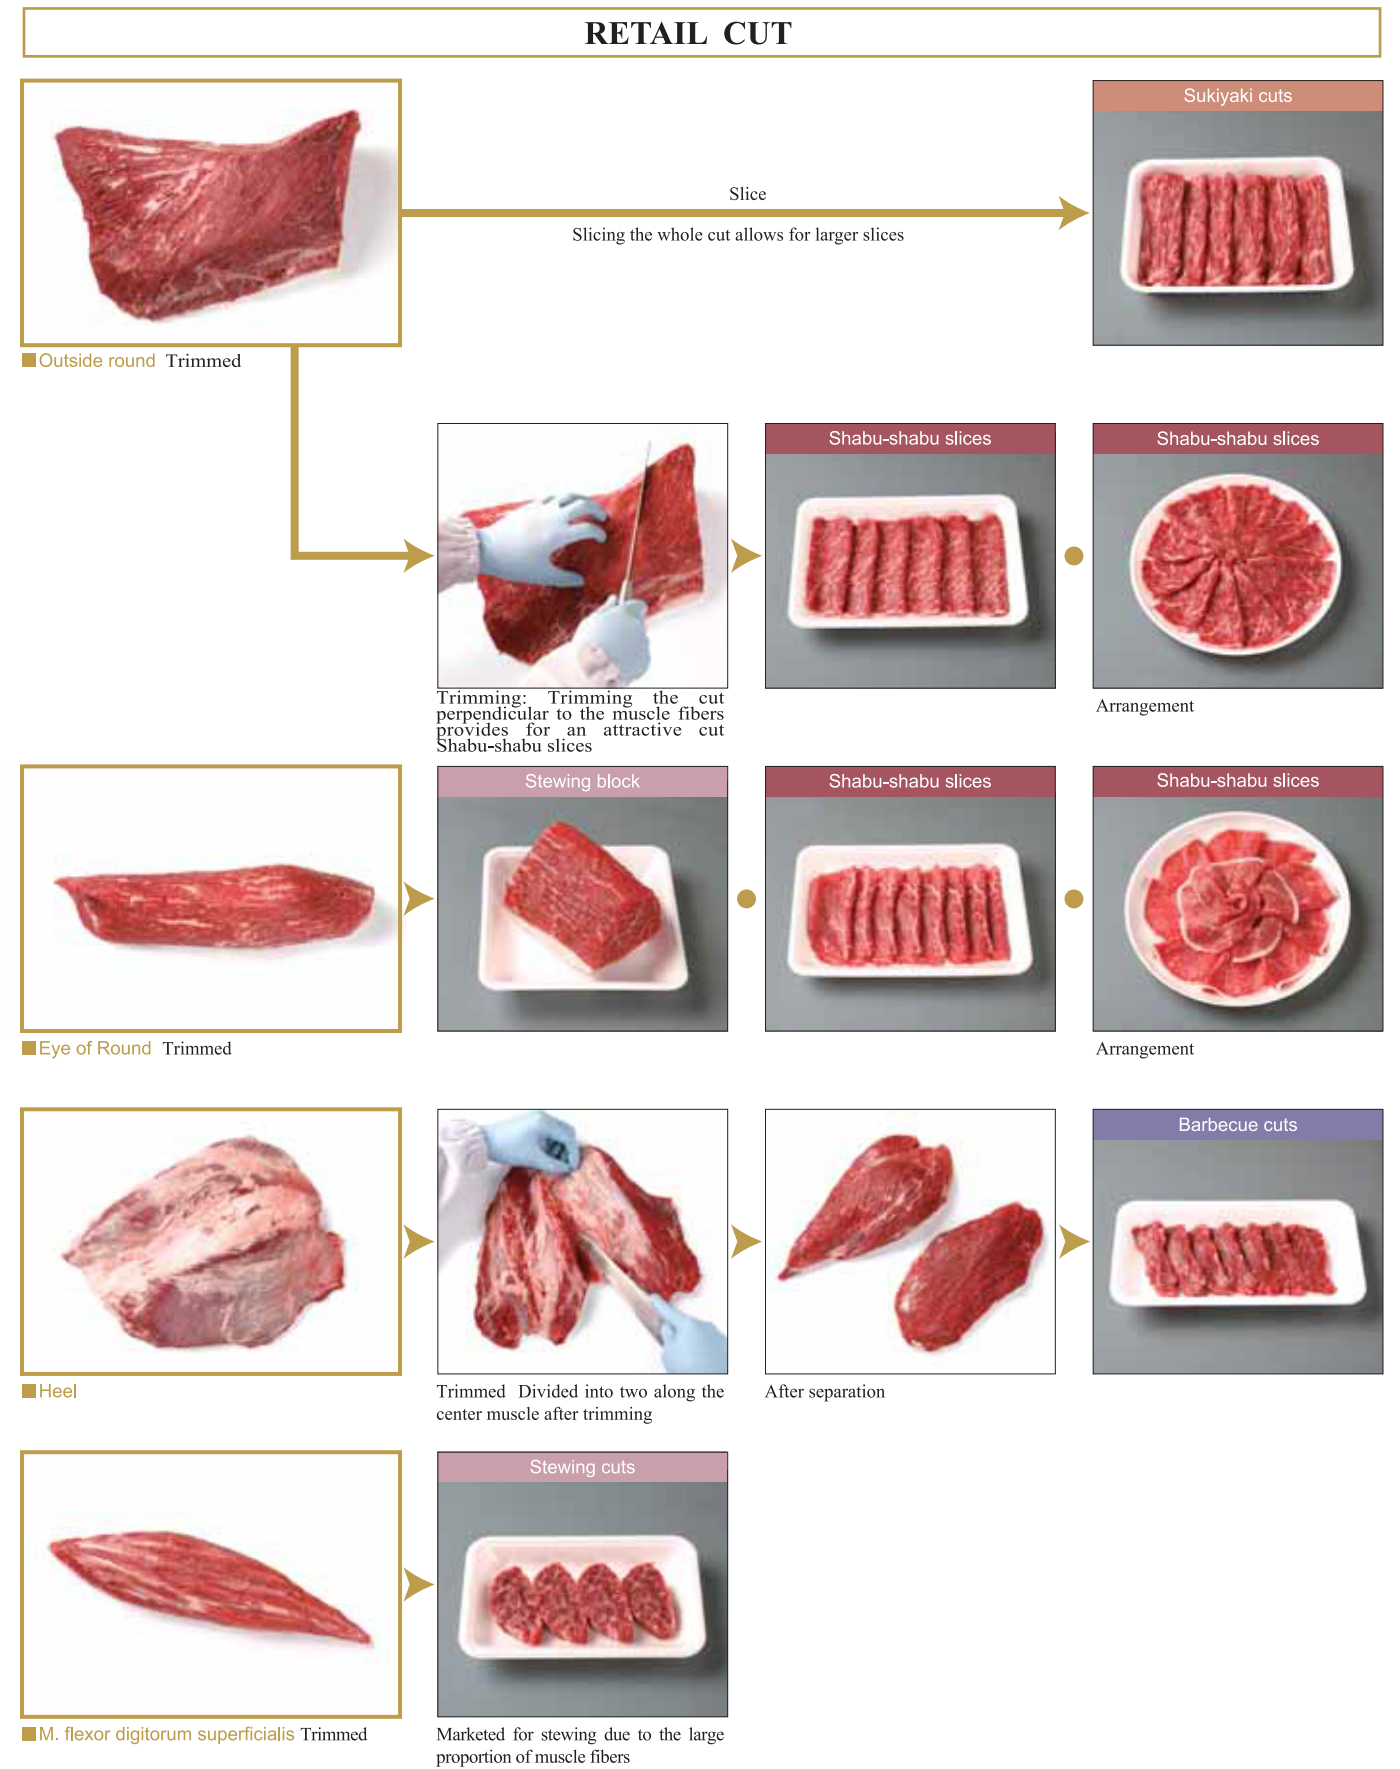 RETAIL CUT
Sukiyaki cuts
Slice
Slicing the whole cut allows for larger slices
Outside round Trimmed
Shabu-shabu slices
Shabu-shabu slices
Trimming: Trimming the cut
perpendicular to the muscle fibers
provides for an attractive cut
Shabu-shabu slices
Arrangement
Stewing block
Shabu-shabu slices
Shabu-shabu slices
Eye of Round Trimmed
Arrangement
Barbecue cuts
Heel
Trimmed Divided into two along the
center muscle after trimming
After separation
Stewing cuts
M. flexor digitorum superficialis Trimmed
Marketed for stewing due to the large
proportion of muscle fibers